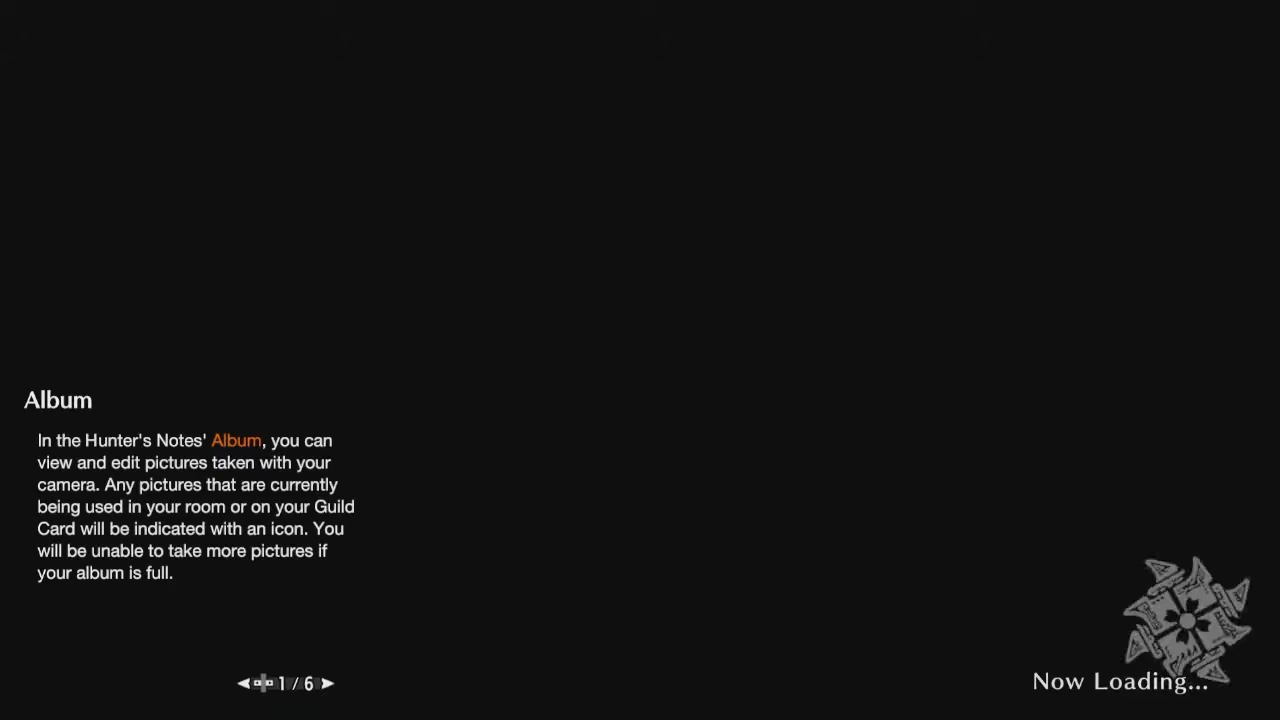 Album
In the Hunter's Notes' Album, you can
view and edit pictures taken with your
camera. Any pictures that are currently
being used in your room or on your Guild
Card will be indicated with an icon. You
will be unable to take more pictures if
your album is full.
1 / 6
Now Loading...